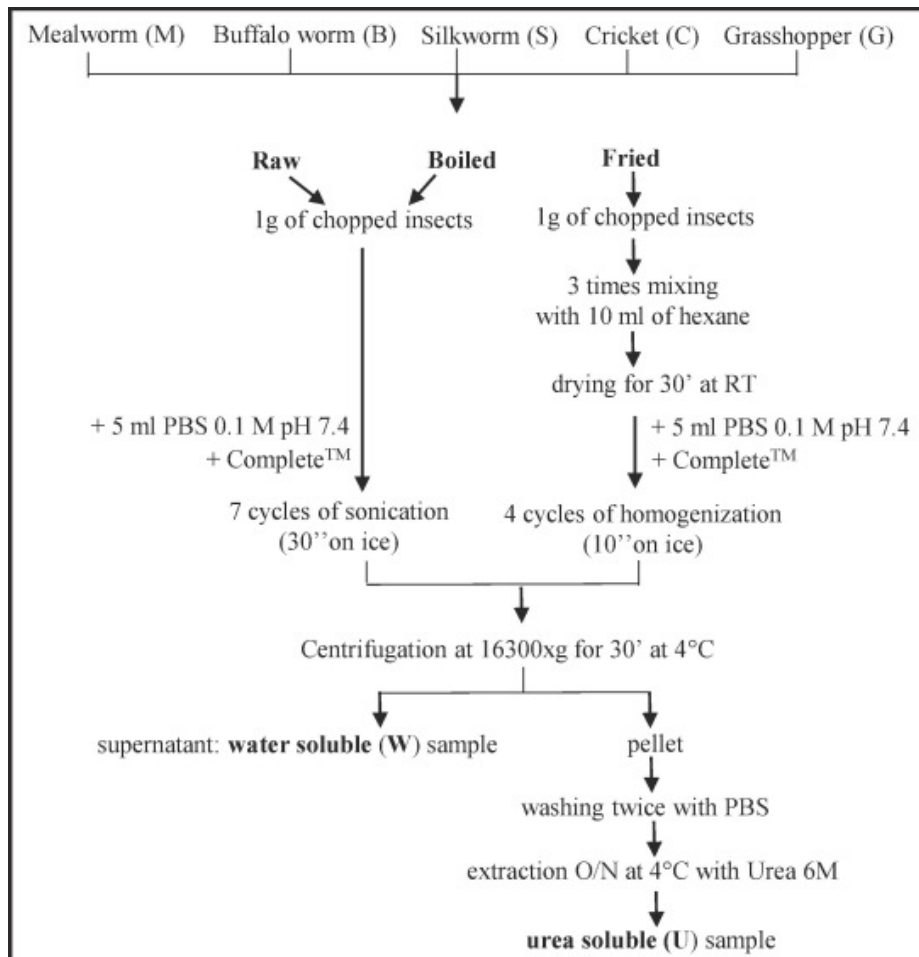 Mealworm (M) Buffalo worm (B) Silkworm (S) Cricket (C) Grasshopper (G)
Raw Boiled Fried
1g of chopped insects 1g of chopped insects
3 times mixing
with 10 ml of hexane
drying for 30’ at RT
+ 5 ml PBS 0.1 M pH 7.4 + 5 ml PBS 0.1 M pH 7.4
+ Complete™ + Complete™
7 cycles of sonication 4 cycles of homogenization
(30’’on ice) (10’’on ice)
Centrifugation at 16300xg for 30’ at 4°C
supernatant: water soluble (W) sample pellet
washing twice with PBS
extraction O/N at 4°C with Urea 6M
urea soluble (U) sample